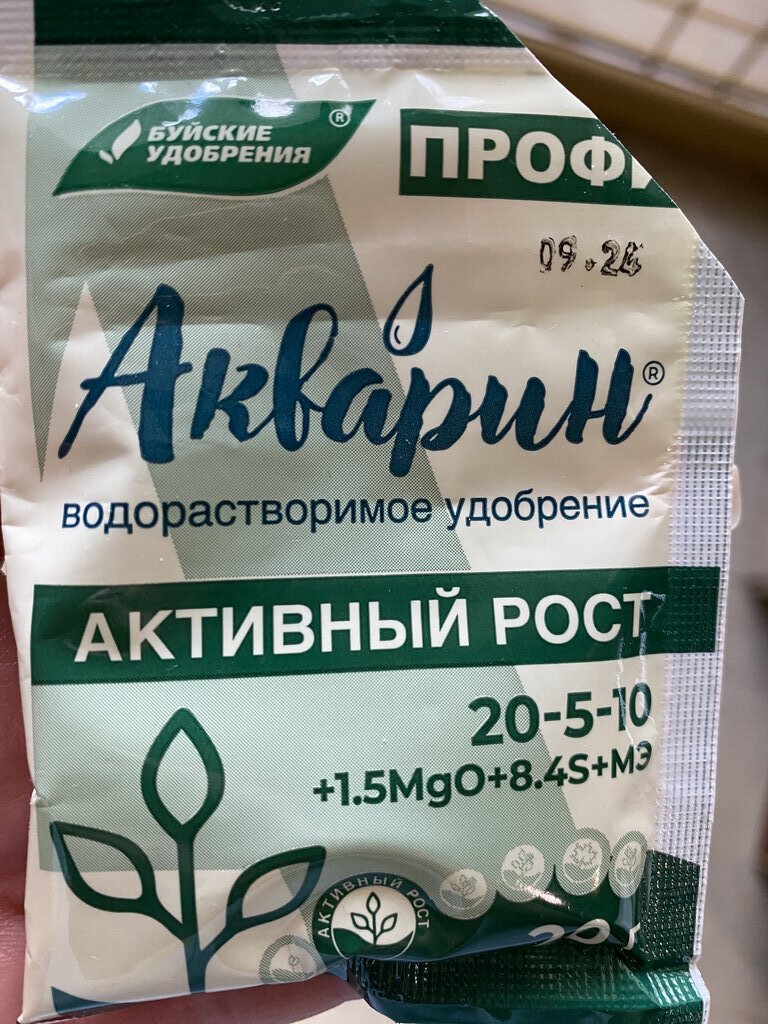 БУЙСКИЕ
УДОБРЕНИЯ®
09.24
Акварин®
водорастворимое удобрение
АКТИВНЫЙ РОСТ
20-5-10
+1.5MgO+8.4S+МЭ
АКТИВНЫЙ РОСТ